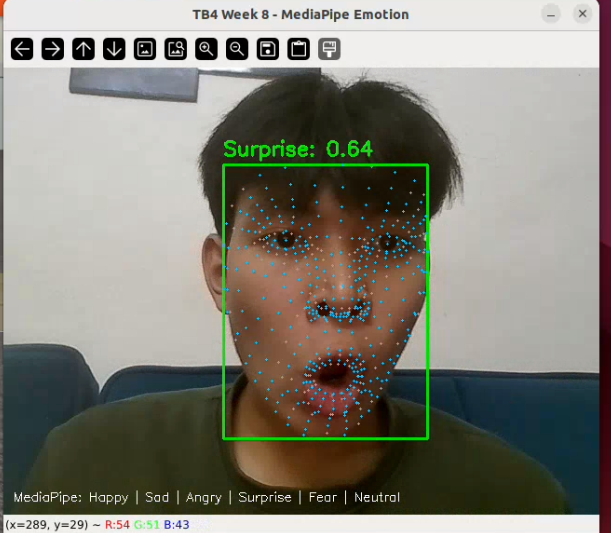 TB4 Week 8 - MediaPipe Emotion
Surprise: 0.64
MediaPipe: Happy | Sad | Angry | Surprise | Fear | Neutral
(x=289, y=29) ~ R:54 G:51 B:43